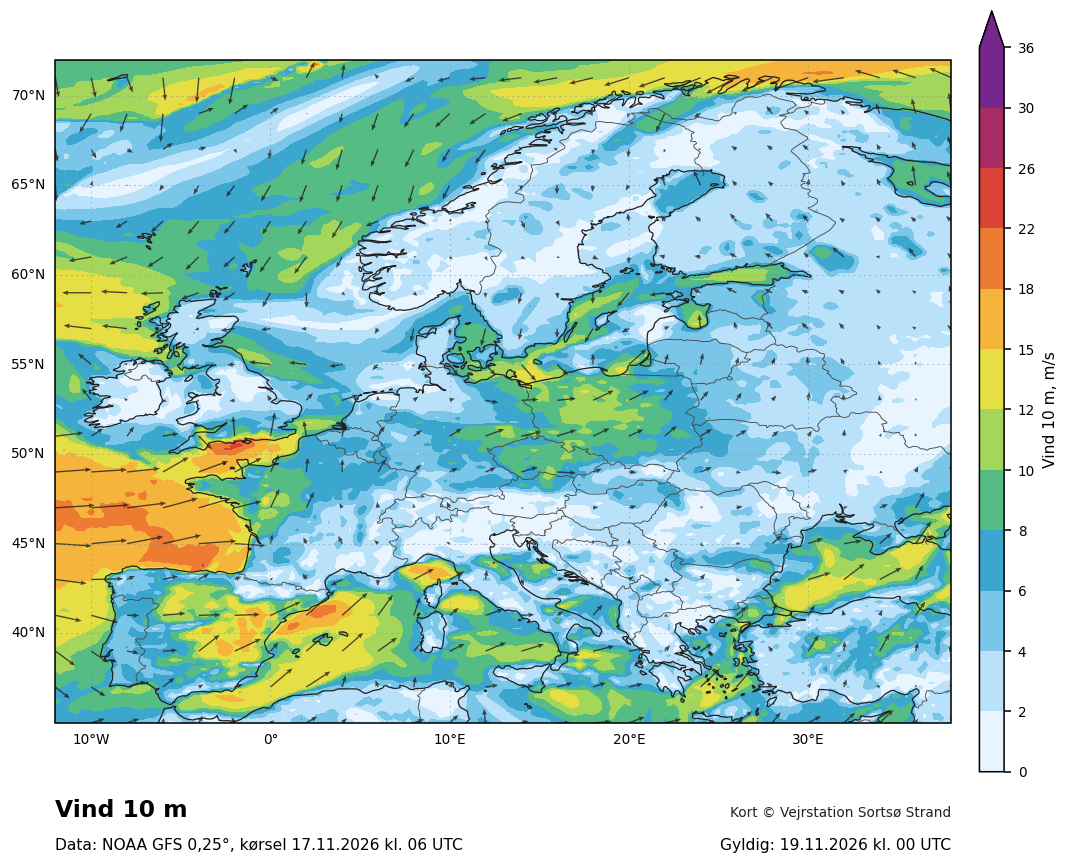 36
30
26
22
18
15
12
10
8
6
4
2
0
Vind 10 m, m/s
70°N
65°N
60°N
55°N
50°N
45°N
40°N
10°W
0°
10°E
20°E
30°E
Vind 10 m
Kort © Vejrstation Sortsø Strand
Data: NOAA GFS 0,25°, kørsel 17.11.2026 kl. 06 UTC
Gyldig: 19.11.2026 kl. 00 UTC